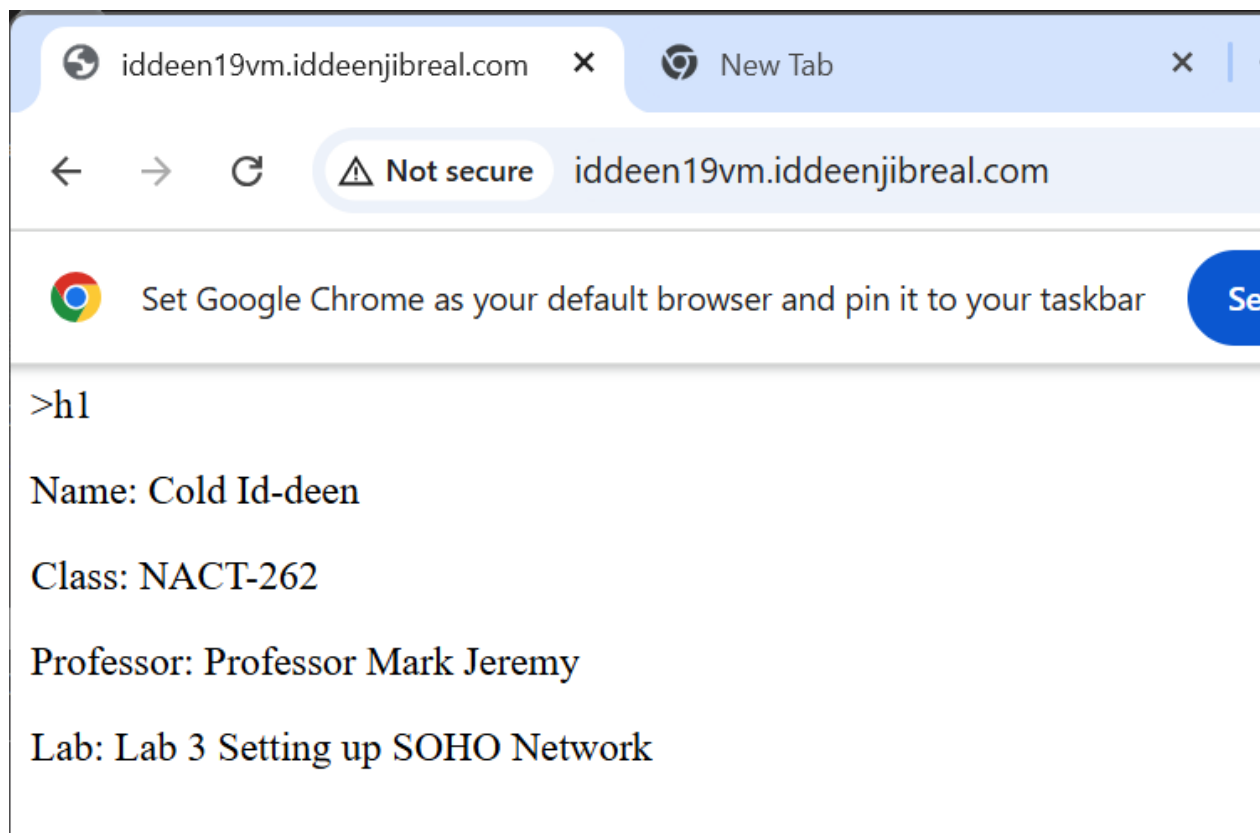 iddeen19vm.iddeenjibreal.com New Tab
Not secure iddeen19vm.iddeenjibreal.com
Set Google Chrome as your default browser and pin it to your taskbar Se
>h1
Name: Cold Id-deen
Class: NACT-262
Professor: Professor Mark Jeremy
Lab: Lab 3 Setting up SOHO Network